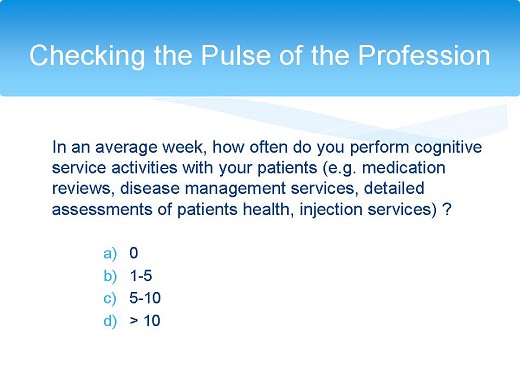 Checking the Pulse of the Profession
In an average week, how often do you perform cognitive
service activities with your patients (e.g. medication
reviews, disease management services, detailed
assessments of patients health, injection services) ?
a) 0
b) 1-5
c) 5-10
d) > 10